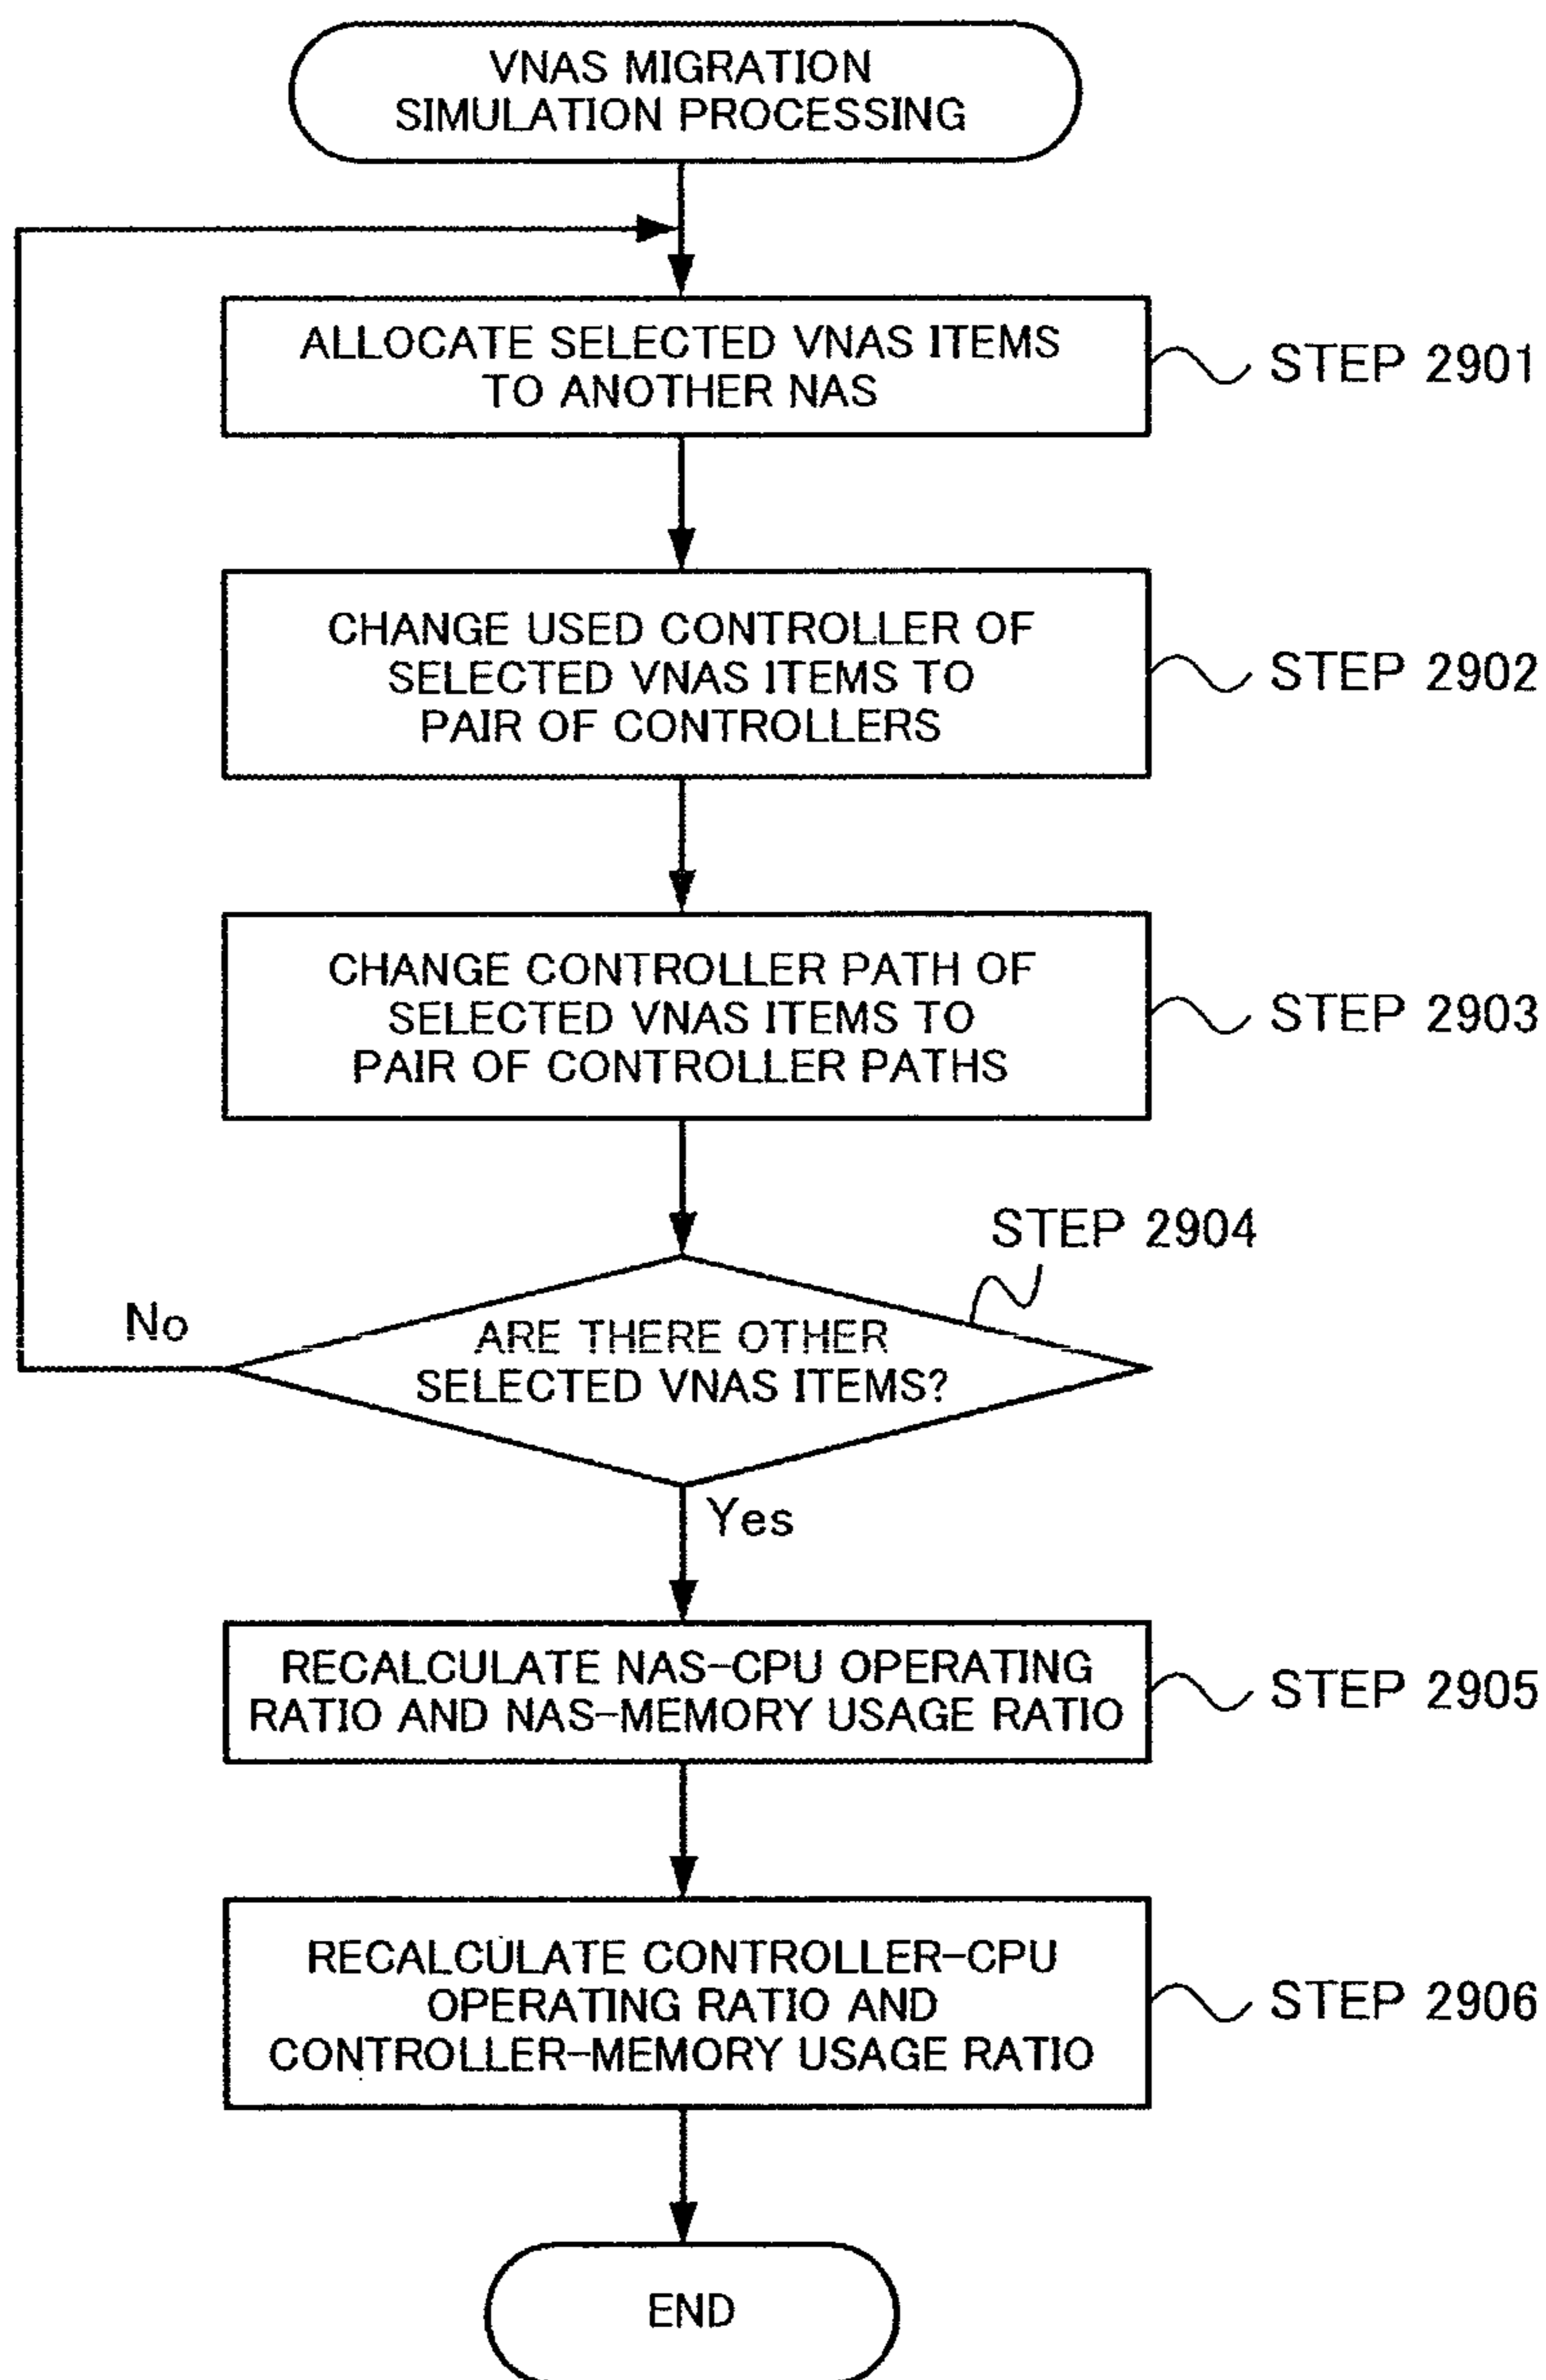 VNAS MIGRATION
SIMULATION PROCESSING
ALLOCATE SELECTED VNAS ITEMS
TO ANOTHER NAS
STEP 2901
CHANGE USED CONTROLLER OF
SELECTED VNAS ITEMS TO
PAIR OF CONTROLLERS
STEP 2902
CHANGE CONTROLLER PATH OF
SELECTED VNAS ITEMS TO
PAIR OF CONTROLLER PATHS
STEP 2903
STEP 2904
No
ARE THERE OTHER
SELECTED VNAS ITEMS?
Yes
RECALCULATE NAS-CPU OPERATING
RATIO AND NAS-MEMORY USAGE RATIO
STEP 2905
RECALCULATE CONTROLLER-CPU
OPERATING RATIO AND
CONTROLLER-MEMORY USAGE RATIO
STEP 2906
END